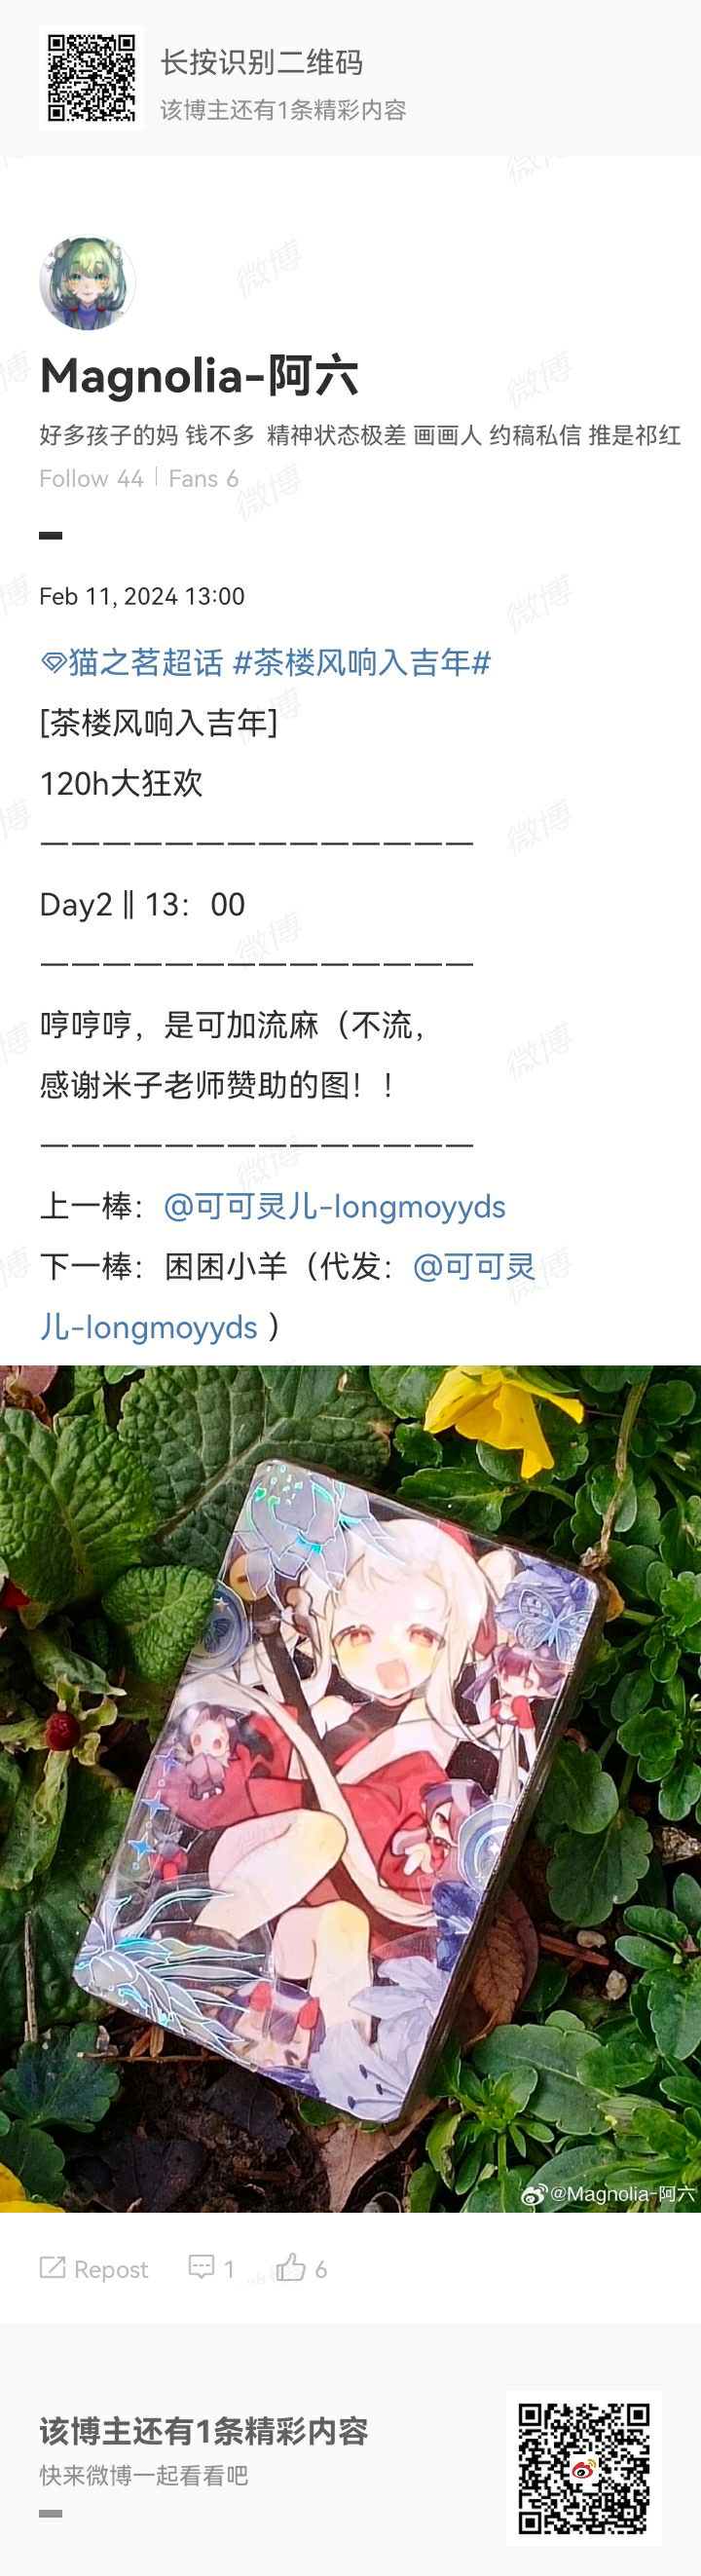 长按识别二维码
该博主还有1条精彩内容
Magnolia-阿六
好多孩子的妈 钱不多 精神状态极差 画画人 约稿私信 推是祁红
Follow 44 | Fans 6
Feb 11, 2024 13:00
猫之茗超话 #茶楼风响入吉年#
[茶楼风响入吉年]
120h大狂欢
——————————————
Day2 || 13：00
——————————————
哼哼哼，是可加流麻（不流，
感谢米子老师赞助的图！！
——————————————
上一棒：@可可灵儿-longmoyyds
下一棒：困困小羊（代发：@可可灵
儿-longmoyyds ）
@Magnolia-阿六
Repost 1 6
该博主还有1条精彩内容
快来微博一起看看吧
微博